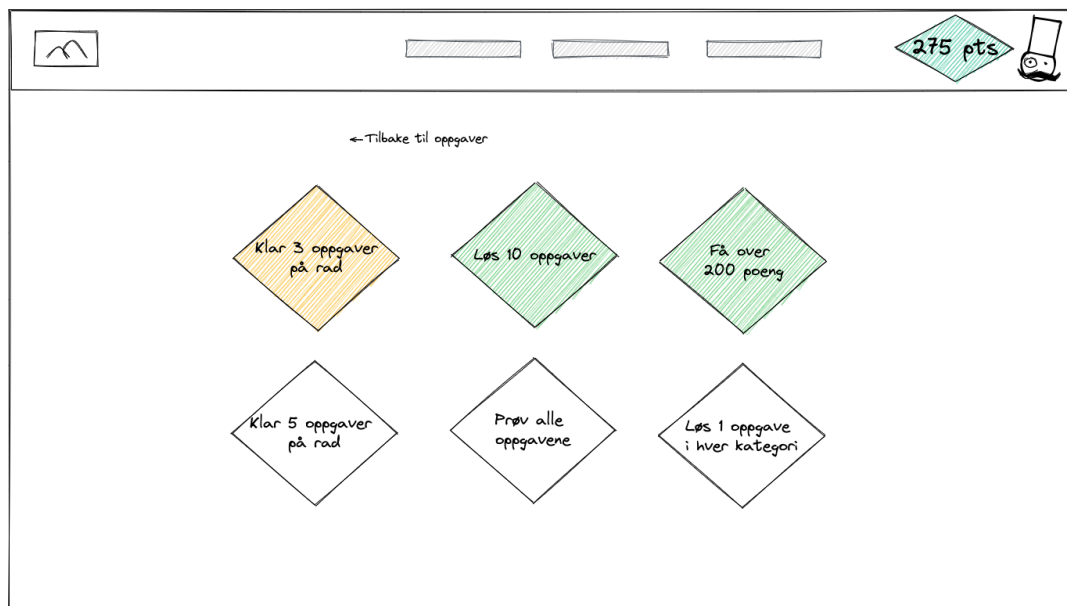 275 pts
←Tilbake til oppgaver
Klar 3 oppgaver
på rad
Løs 10 oppgaver
Få over
200 poeng
Klar 5 oppgaver
på rad
Prøv alle
oppgavene
Løs 1 oppgave
i hver kategori